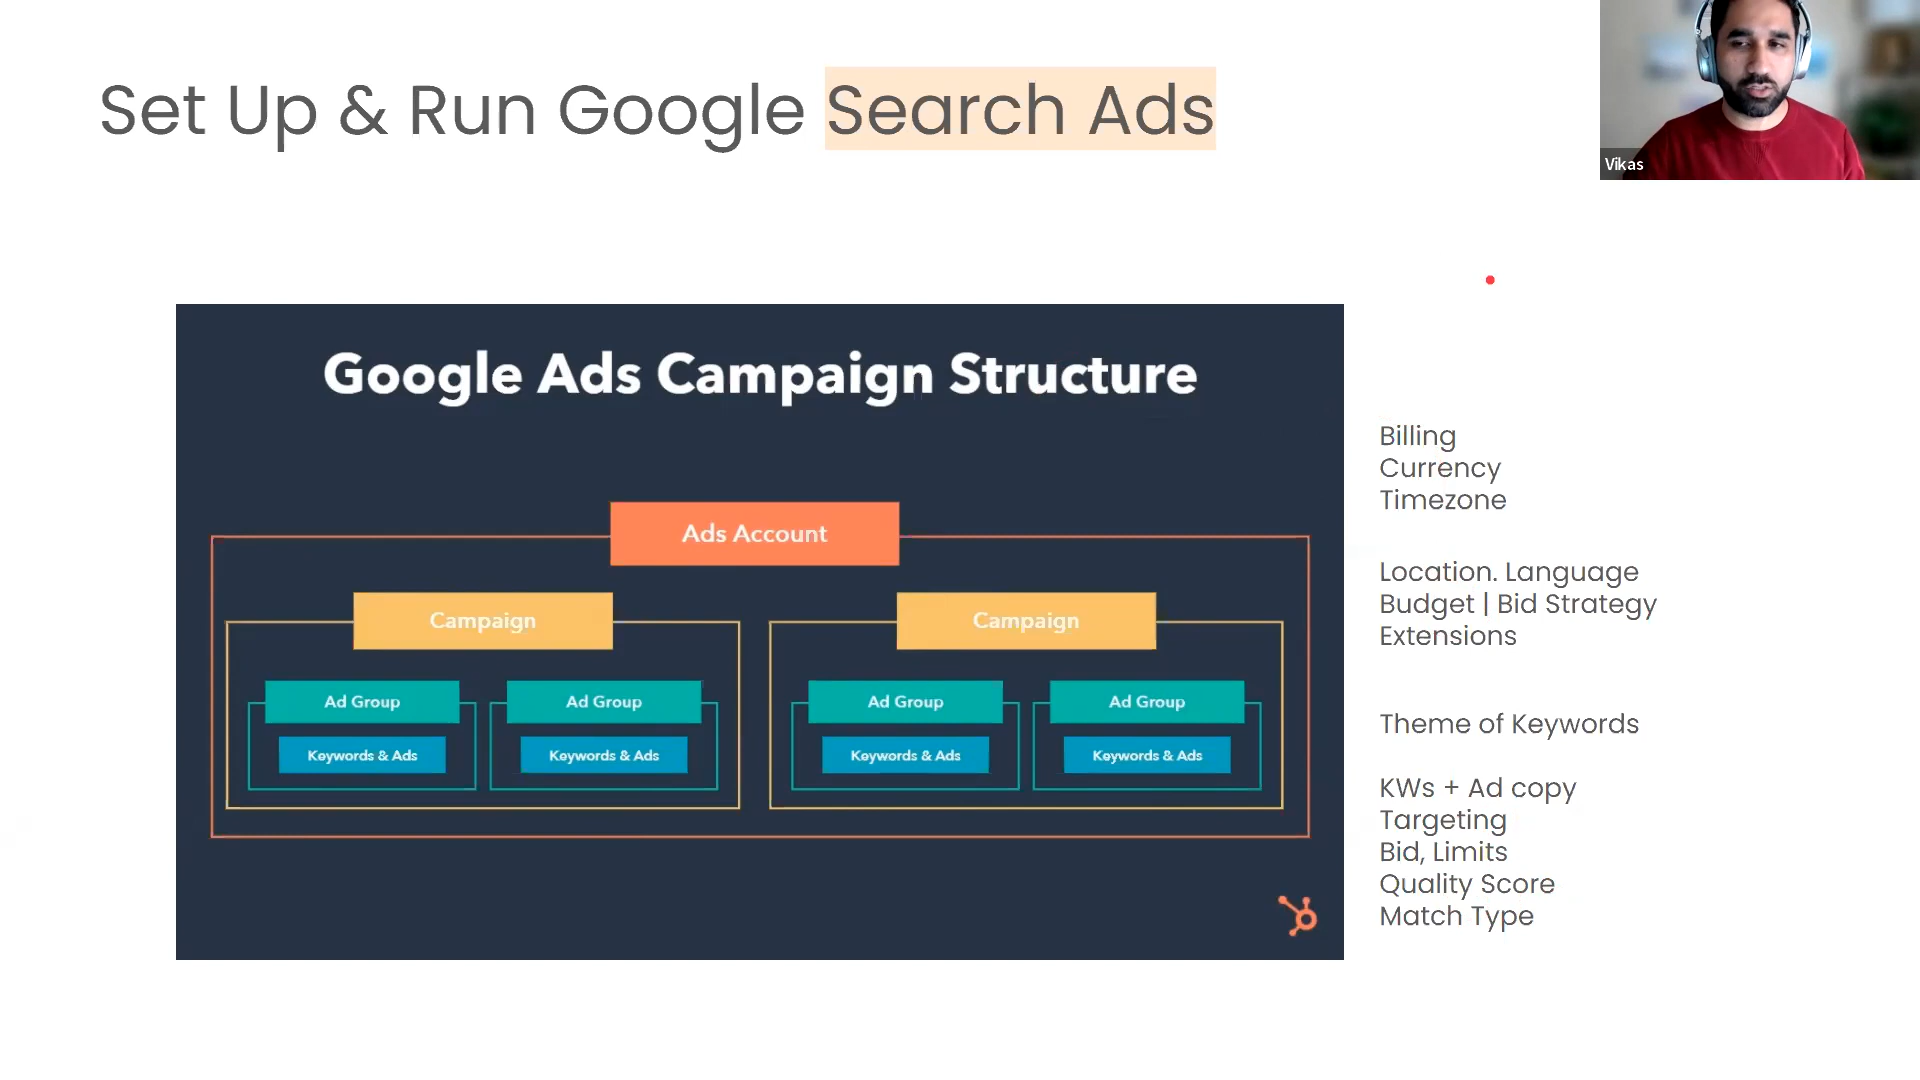 Set Up & Run Google Search Ads
Vikas
Google Ads Campaign Structure
Ads Account
Campaign Campaign
Ad Group Ad Group Ad Group Ad Group
Keywords & Ads Keywords & Ads Keywords & Ads Keywords & Ads
Billing
Currency
Timezone
Location. Language
Budget | Bid Strategy
Extensions
Theme of Keywords
KWs + Ad copy
Targeting
Bid, Limits
Quality Score
Match Type